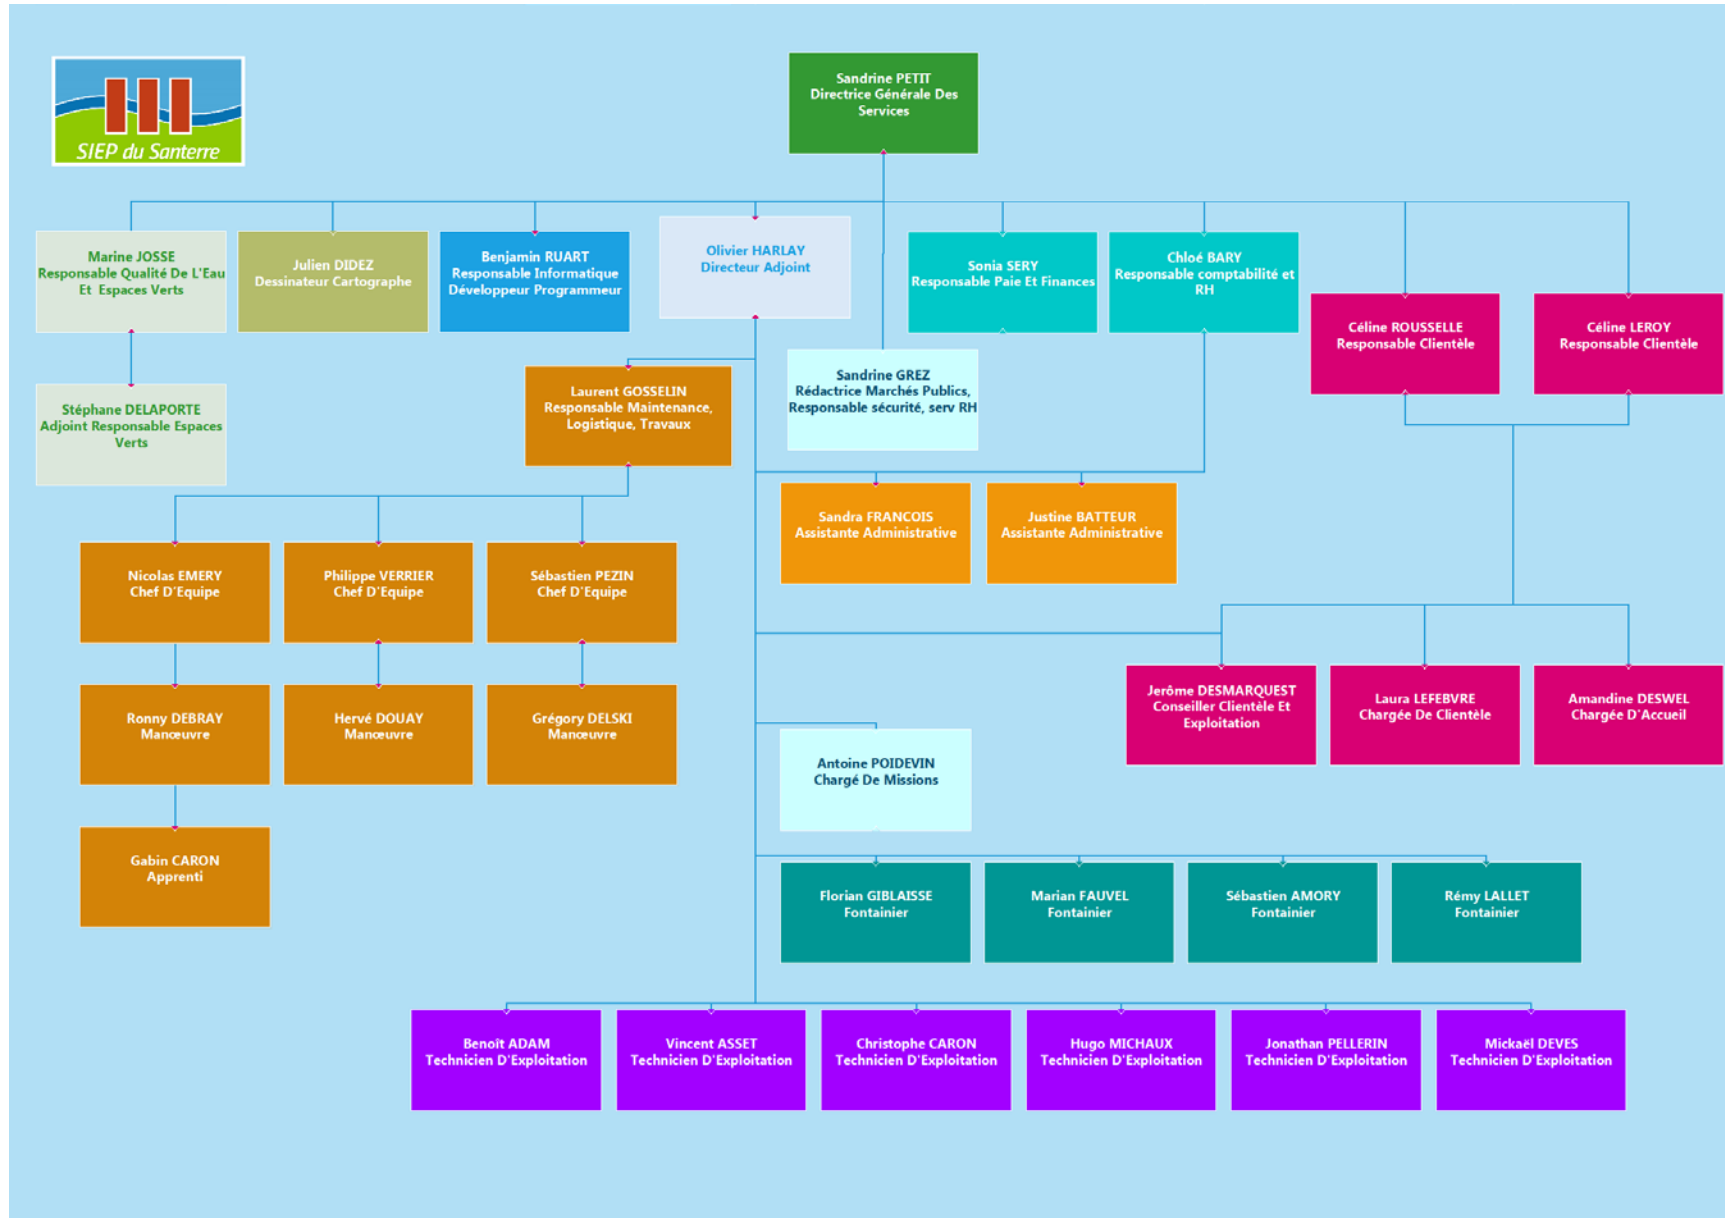 SIEP du Santerre
Sandrine PETIT
Directrice Générale Des
Services
Marine JOSSE
Responsable Qualité De L'Eau
Et Espaces Verts
Julien DIDEZ
Dessinateur Cartographe
Benjamin RUART
Responsable Informatique
Développeur Programmeur
Olivier HARLAY
Directeur Adjoint
Sonia SERY
Responsable Paie Et Finances
Chloé BARY
Responsable comptabilité et
RH
Céline ROUSSELLE
Responsable Clientèle
Céline LEROY
Responsable Clientèle
Stéphane DELAPORTE
Adjoint Responsable Espaces
Verts
Laurent GOSSELIN
Responsable Maintenance,
Logistique, Travaux
Sandrine GREZ
Rédactrice Marchés Publics,
Responsable sécurité, serv RH
Sandra FRANCOIS
Assistante Administrative
Justine BATTEUR
Assistante Administrative
Nicolas EMERY
Chef D'Equipe
Philippe VERRIER
Chef D'Equipe
Sébastien PEZIN
Chef D'Equipe
Ronny DEBRAY
Manœuvre
Hervé DOUAY
Manœuvre
Grégory DELSKI
Manœuvre
Jerôme DESMARQUEST
Conseiller Clientèle Et
Exploitation
Laura LEFEBVRE
Chargée De Clientèle
Amandine DESWEL
Chargée D'Accueil
Antoine POIDEVIN
Chargé De Missions
Gabin CARON
Apprenti
Florian GIBLAISSE
Fontainier
Marian FAUVEL
Fontainier
Sébastien AMORY
Fontainier
Rémy LALLET
Fontainier
Benoît ADAM
Technicien D'Exploitation
Vincent ASSET
Technicien D'Exploitation
Christophe CARON
Technicien D'Exploitation
Hugo MICHAUX
Technicien D'Exploitation
Jonathan PELLERIN
Technicien D'Exploitation
Mickaël DEVES
Technicien D'Exploitation